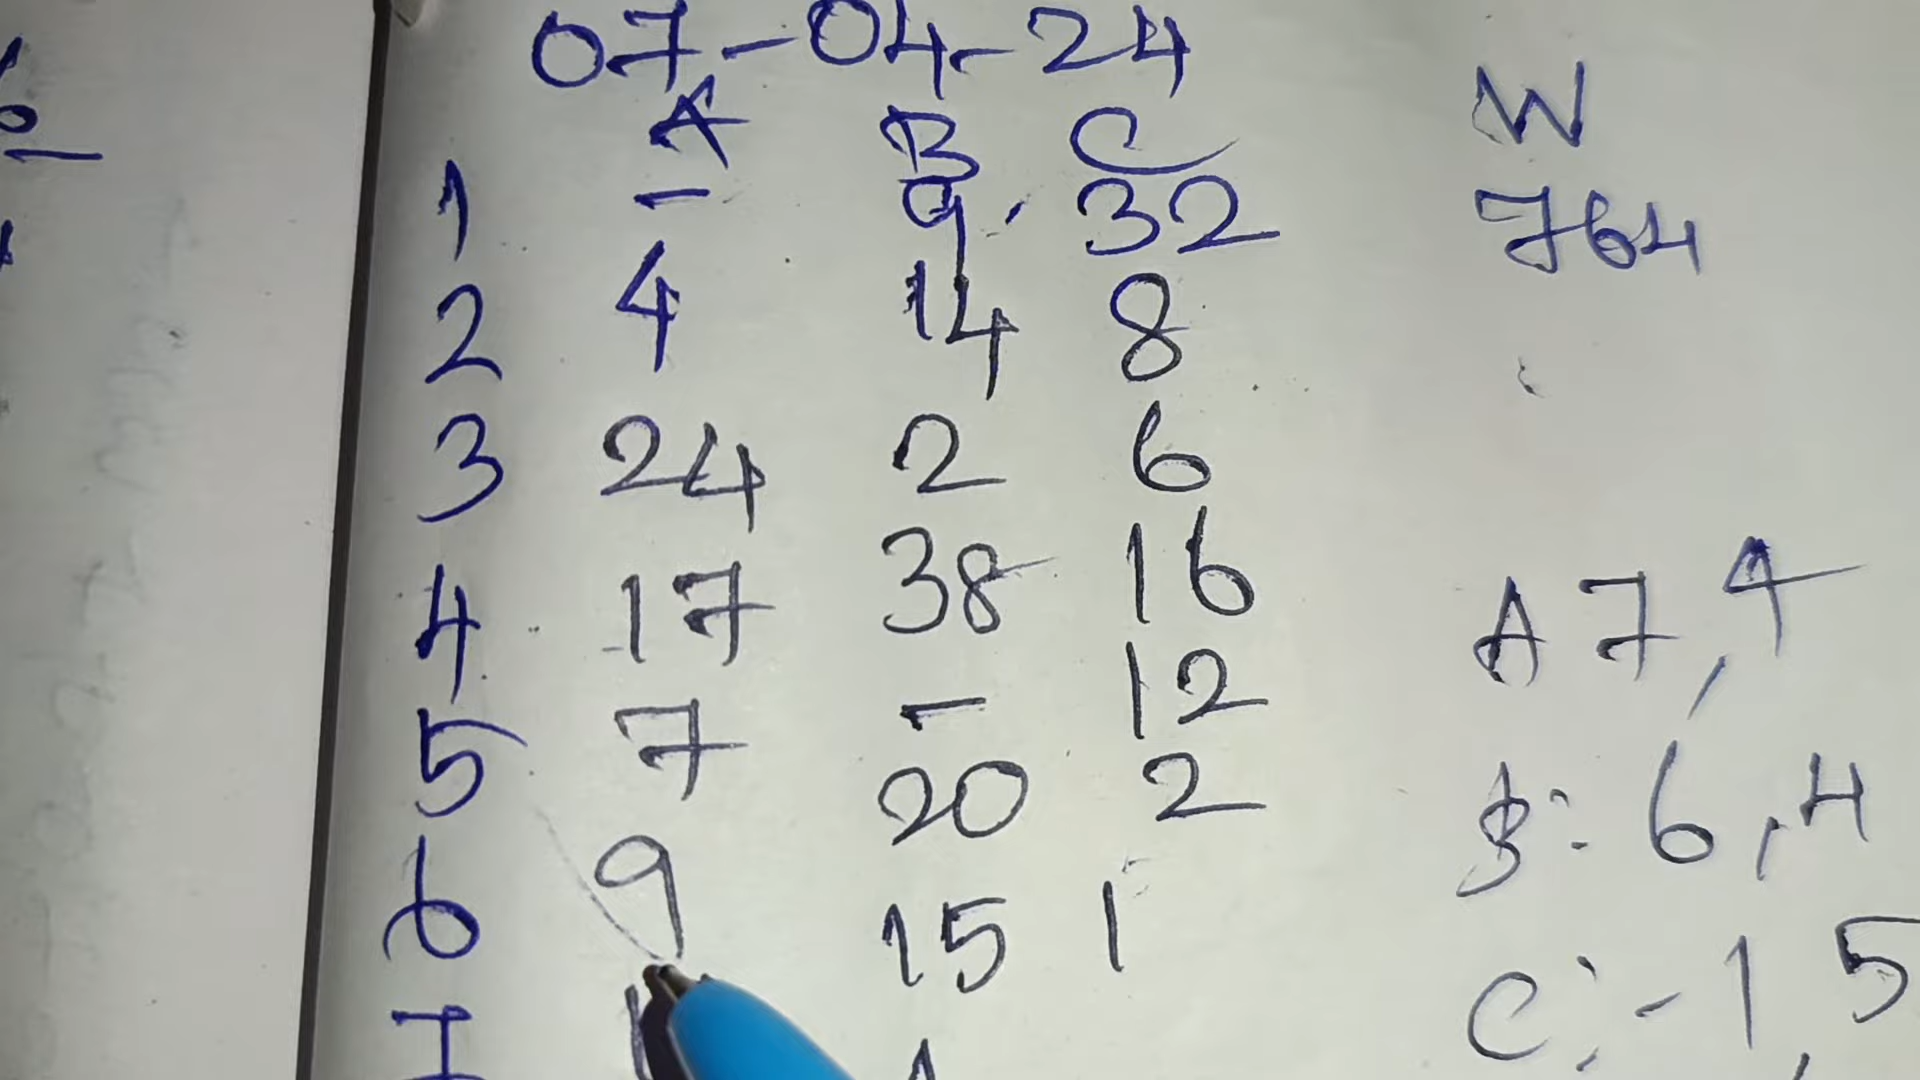 07-04-24
A B C W
1 - 9 32 764
2 4 14 8
3 24 2 6
4 17 38 16
A 7, 4
5 7 - 12
20 2
B: 6, 4
6 9 15 1
C:- 1, 5
7